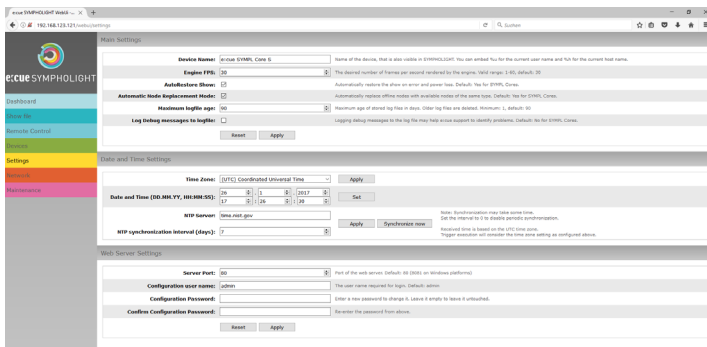 e:cue SYMPHOLIGHT WebUI -...
192.168.123.121/webui/settings
Suchen
e:cue SYMPHOLIGHT
Dashboard
Show file
Remote Control
Devices
Settings
Network
Maintenance
Main Settings
Device Name: e:cue SYMPL Core S Name of the device, that is also visible in SYMPHOLIGHT. You can embed %u for the current user name and %h for the current host name.
Engine FPS: 30 The desired number of frames per second rendered by the engine. Valid range: 1-60, default: 30
AutoRestore Show: Automatically restore the show on error and power loss. Default: Yes for SYMPL Cores.
Automatic Node Replacement Mode: Automatically replace offline nodes with available nodes of the same type. Default: Yes for SYMPL Cores.
Maximum logfile age: 60 Maximum age of stored log files in days. Older log files are deleted. Minimum: 1, default: 60
Log Debug messages to logfile: Logging debug messages to the log file may help e:cue support to identify problems. Default: No for SYMPL Cores.
Reset Apply
Date and Time Settings
Time Zone: [UTC] Coordinated Universal Time Apply
Date and Time (DD.MM.YY, HH:MM:SS): 26 . 1 . 2017
17 : 26 : 39 Set
NTP Server: time.nist.gov
NTP synchronization interval (days): 7
Apply Synchronize now
Note: Synchronization may take some time.
Set the interval to 0 to disable periodic synchronization.
Received time is based on the UTC time zone.
Trigger execution will consider the time zone setting as configured above.
Web Server Settings
Server Port: 80 Port of the web server. Default: 80 (8081 on Windows platforms)
Configuration user name: admin The user name required for login. Default: admin
Configuration Password: Enter a new password to change it. Leave it empty to leave it untouched.
Confirm Configuration Password: Re-enter the password from above.
Reset Apply